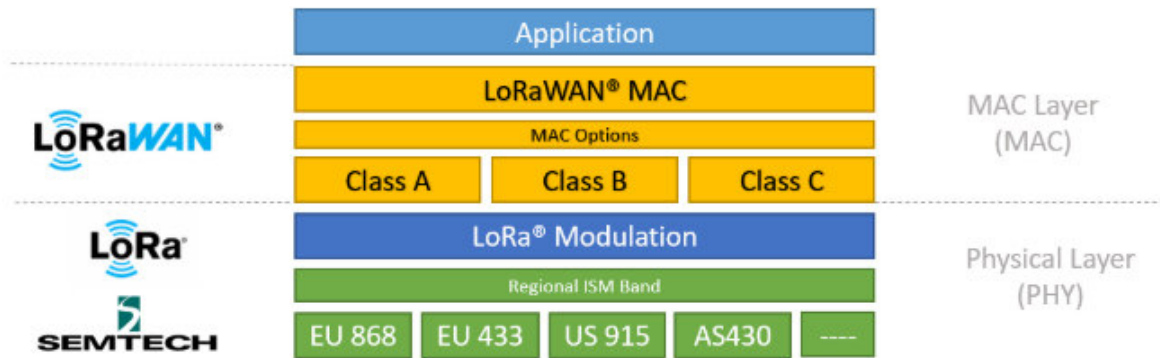 Application
LoRaWAN®
LoRaWAN® MAC
MAC Options
Class A Class B Class C
MAC Layer
(MAC)
LoRa®
SEMTECH
LoRa® Modulation
Regional ISM Band
EU 868 EU 433 US 915 AS430 ----
Physical Layer
(PHY)